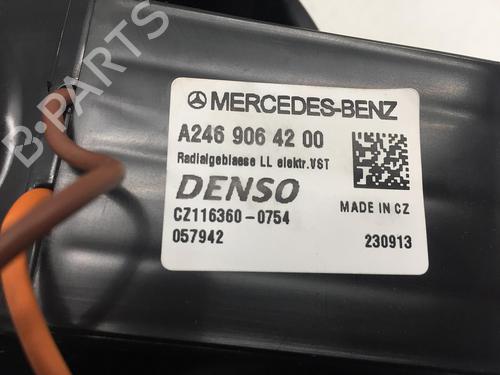 B-PARTS
MERCEDES-BENZ
A246 906 42 00
Radialgeblaese LL elektr.VST
DENSO
CZ116360-0754
MADE IN CZ
057942
230913